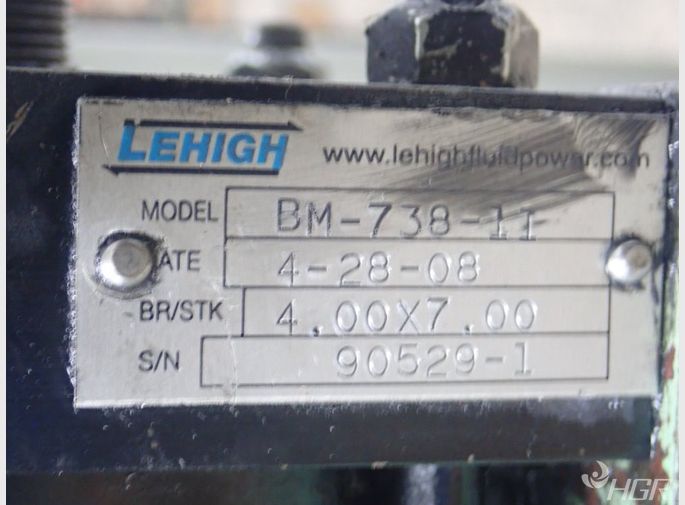 LEHIGH www.lehighfluidpower.com
MODEL BM-738-11
ATE 4-28-08
BR/STK 4.00X7.00
S/N 90529-1
HGR